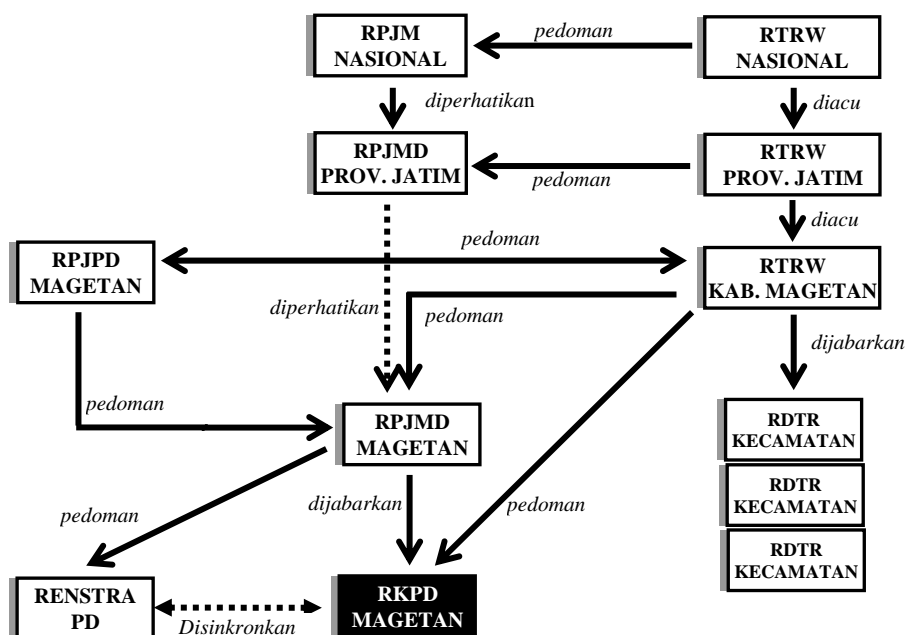 RPJM
NASIONAL
pedoman
RTRW
NASIONAL
diperhatikan
diacu
RPJMD
PROV. JATIM
pedoman
RTRW
PROV. JATIM
diacu
RPJPD
MAGETAN
pedoman
RTRW
KAB. MAGETAN
diperhatikan
pedoman
dijabarkan
pedoman
RPJMD
MAGETAN
RDTR
KECAMATAN
RDTR
KECAMATAN
RDTR
KECAMATAN
pedoman
dijabarkan
pedoman
RENSTRA
PD
Disinkronkan
RKPD
MAGETAN